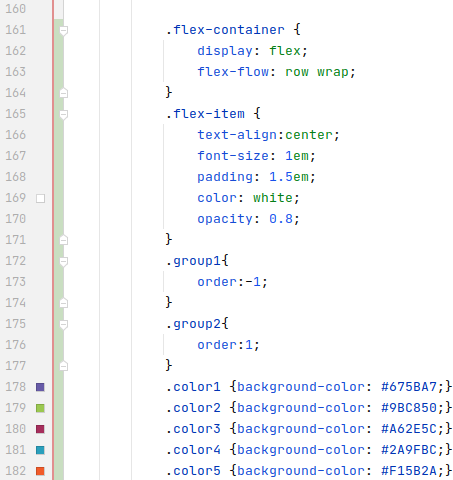 160
161 .flex-container {
162 display: flex;
163 flex-flow: row wrap;
164 }
165 .flex-item {
166 text-align:center;
167 font-size: 1em;
168 padding: 1.5em;
169 color: white;
170 opacity: 0.8;
171 }
172 .group1{
173 order:-1;
174 }
175 .group2{
176 order:1;
177 }
178 .color1 {background-color: #675BA7;}
179 .color2 {background-color: #9BC850;}
180 .color3 {background-color: #A62E5C;}
181 .color4 {background-color: #2A9FBC;}
182 .color5 {background-color: #F15B2A;}